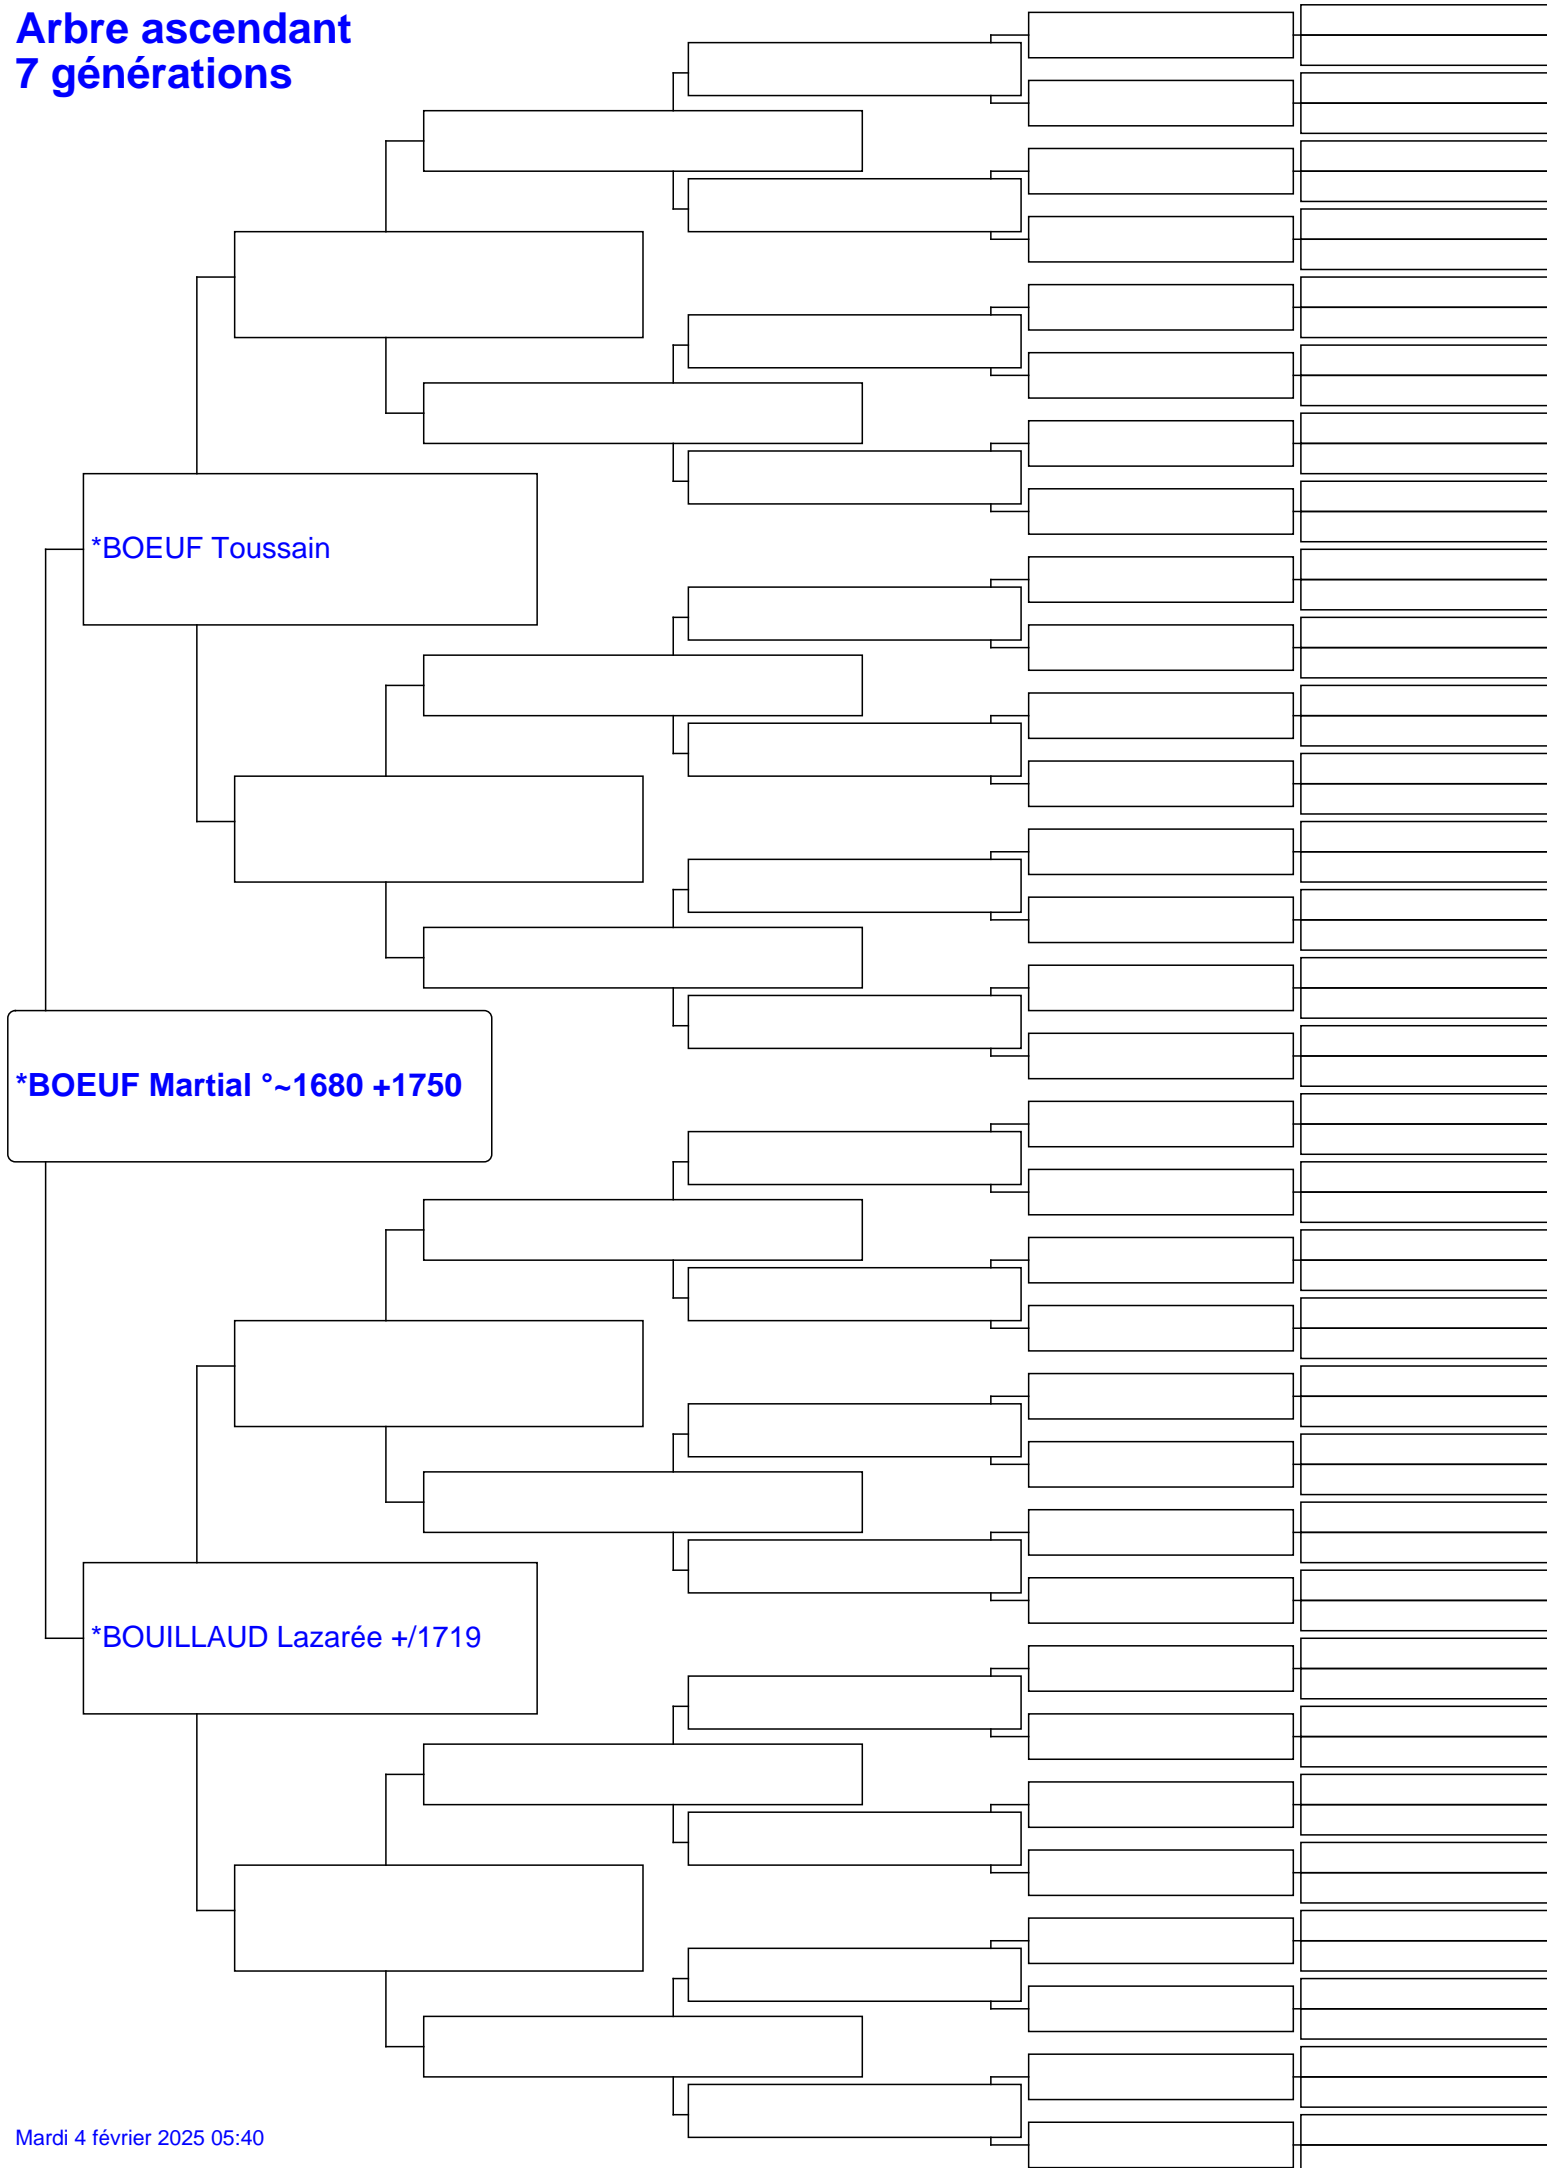 Arbre ascendant
7 générations
*BOEUF Toussain
*BOEUF Martial °~1680 +1750
*BOUILLAUD Lazarée +/1719
Mardi 4 février 2025 05:40